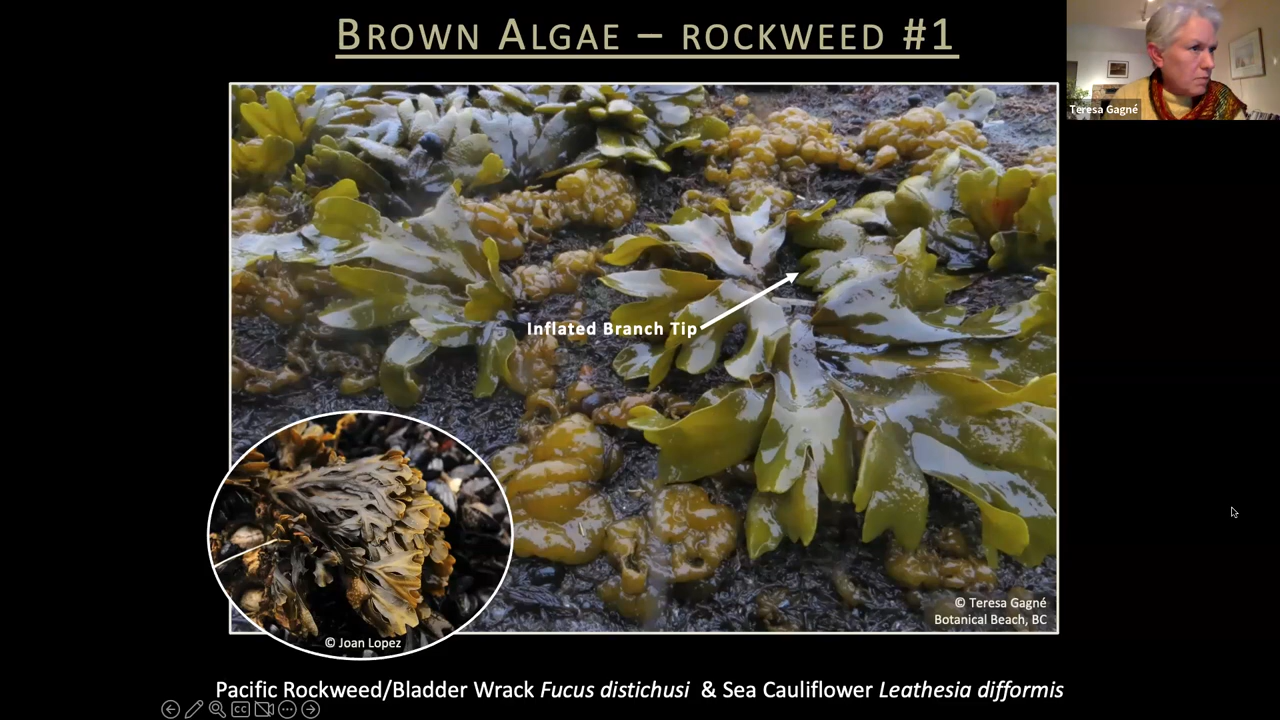 BROWN ALGAE – ROCKWEED #1
Teresa Gagné
Inflated Branch Tip
© Teresa Gagné
Botanical Beach, BC
© Joan Lopez
Pacific Rockweed/Bladder Wrack Fucus distichusi & Sea Cauliflower Leathesia difformis
CC